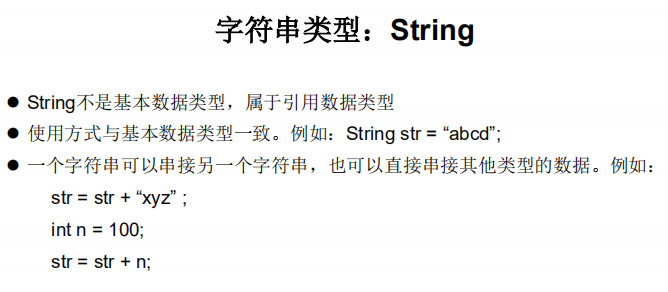 字符串类型：String
● String不是基本数据类型，属于引用数据类型
● 使用方式与基本数据类型一致。例如：String str = “abcd”;
● 一个字符串可以串接另一个字符串，也可以直接串接其他类型的数据。例如：
str = str + “xyz” ;
int n = 100;
str = str + n;